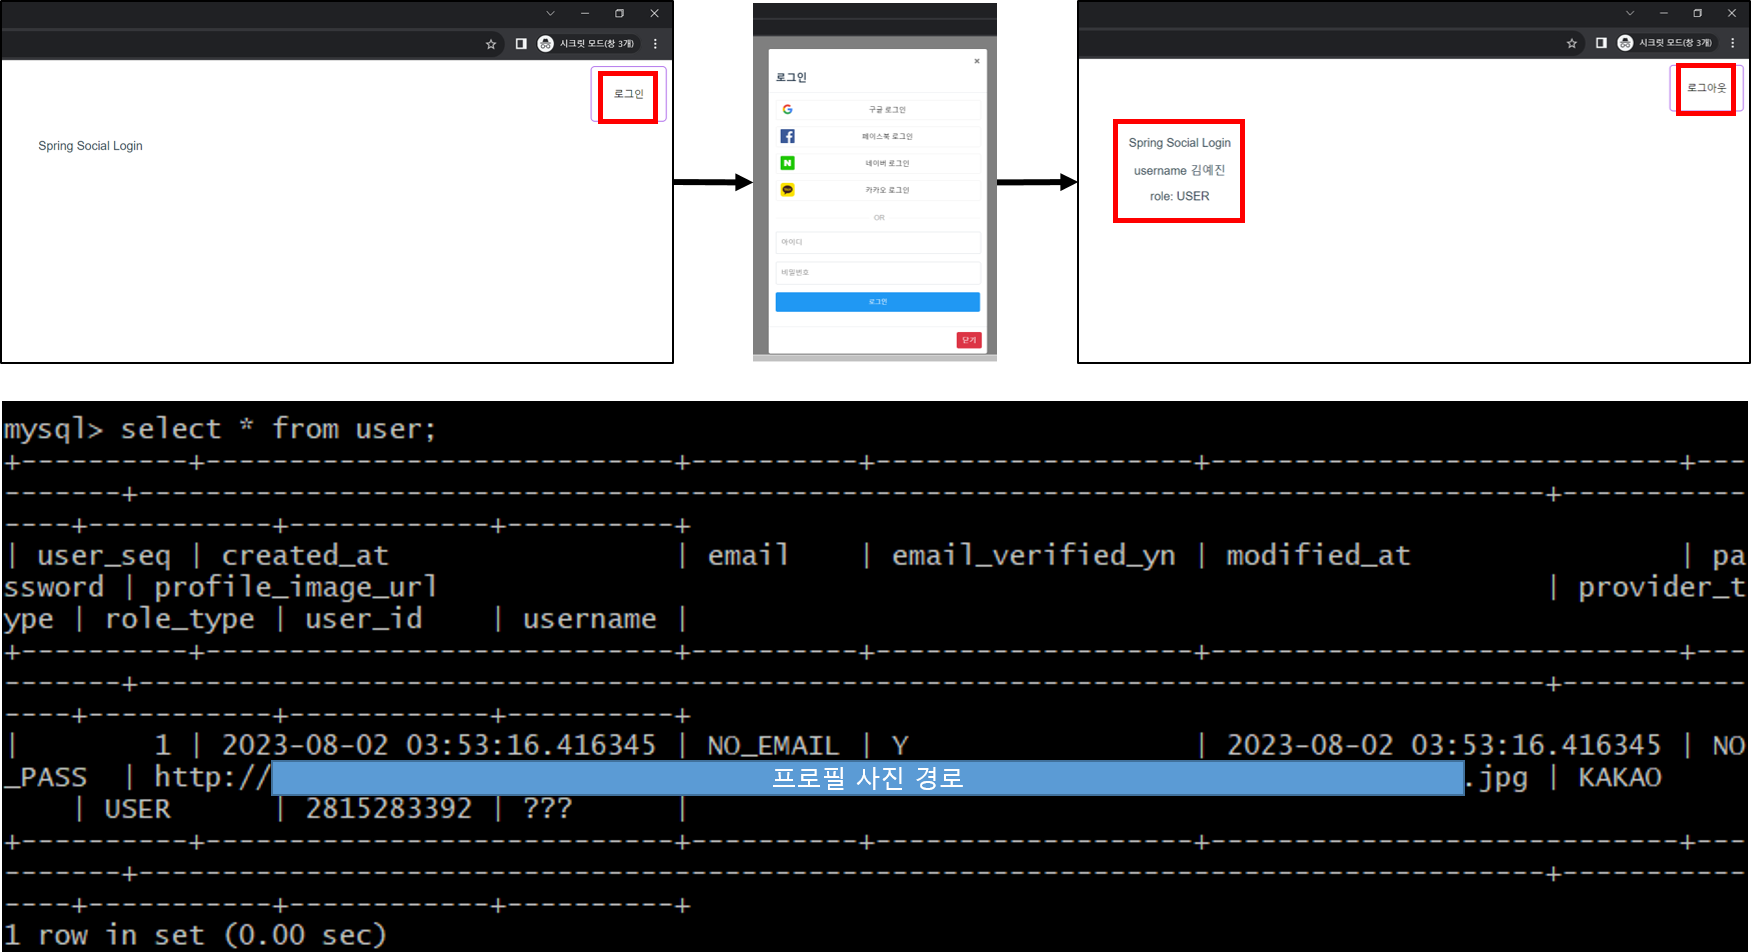 시크릿 모드(창 3개)
로그인
Spring Social Login
로그인
구글 로그인
페이스북 로그인
네이버 로그인
카카오 로그인
OR
아이디
비밀번호
로그인
닫기
시크릿 모드(창 3개)
로그아웃
Spring Social Login
username 김예진
role: USER
mysql> select * from user;
+----------+----------------------------+----------+-------------------+----------------------------+---
-------+------------------------------------------------------------------------------------+-----------
----+-----------+------------+----------+
| user_seq | created_at                 | email    | email_verified_yn | modified_at                | pa
ssword | profile_image_url                                                                  | provider_t
ype | role_type | user_id    | username |
+----------+----------------------------+----------+-------------------+----------------------------+---
-------+------------------------------------------------------------------------------------+-----------
----+-----------+------------+----------+
|        1 | 2023-08-02 03:53:16.416345 | NO_EMAIL | Y                 | 2023-08-02 03:53:16.416345 | NO
_PASS  | http:// 프로필 사진 경로 .jpg | KAKAO
    | USER      | 2815283392 | ???      |
+----------+----------------------------+----------+-------------------+----------------------------+---
-------+------------------------------------------------------------------------------------+-----------
----+-----------+------------+----------+
1 row in set (0.00 sec)